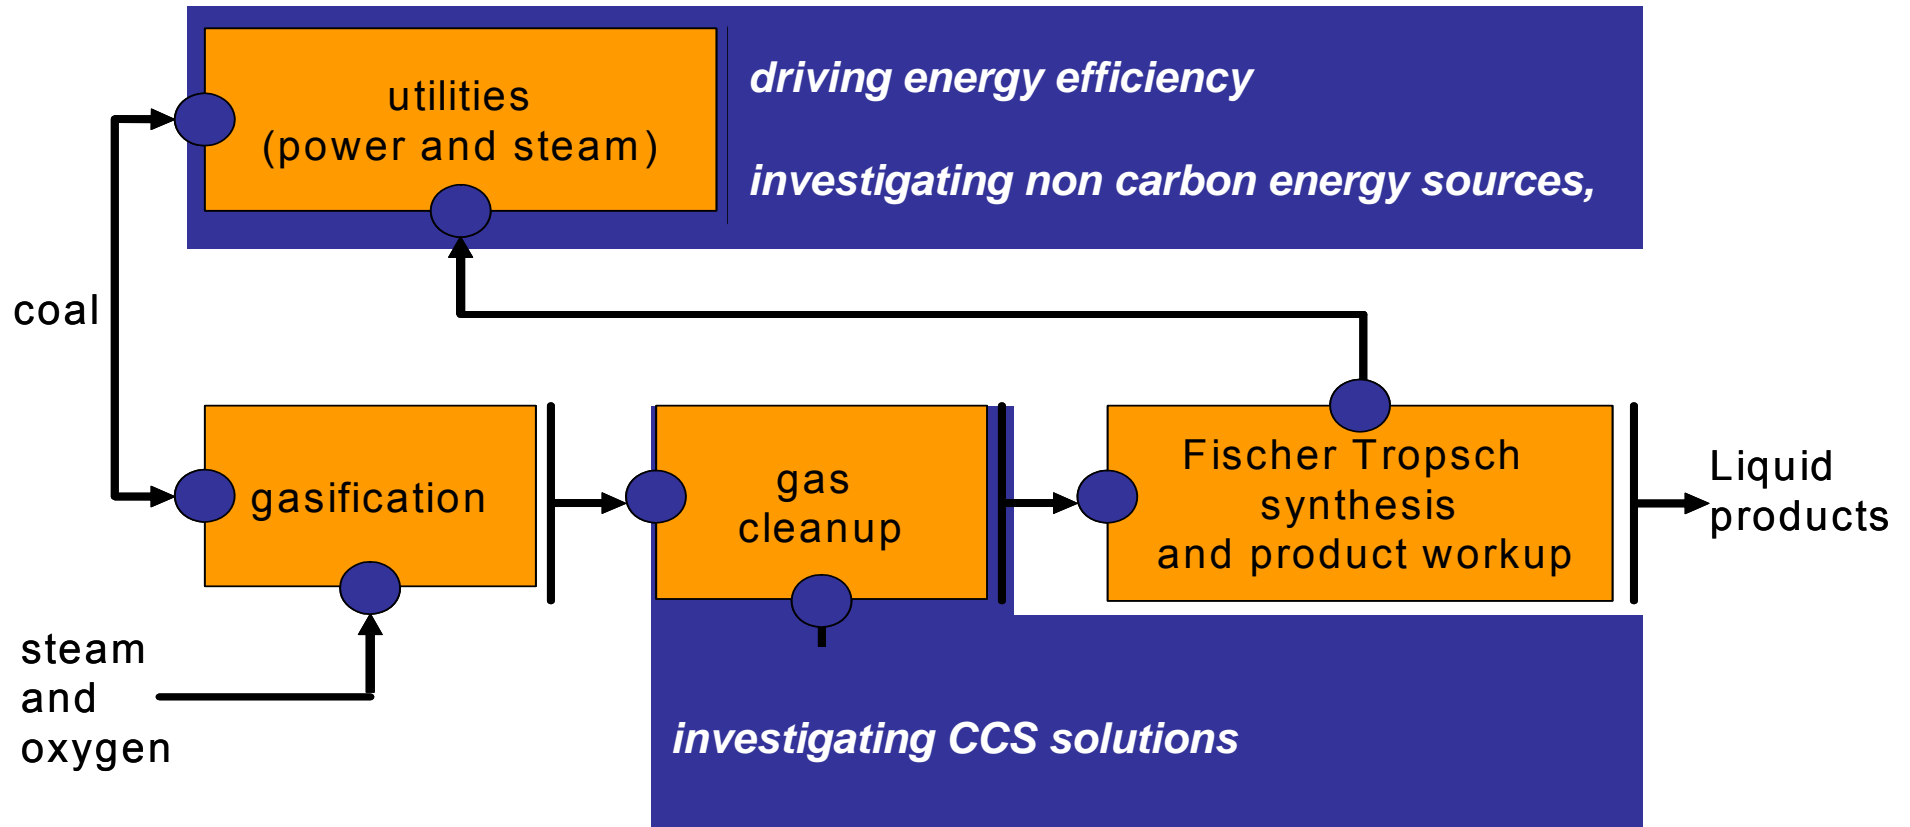 utilities
(power and steam)
driving energy efficiency
investigating non carbon energy sources,
coal
gasification
gas
cleanup
Fischer Tropsch
synthesis
and product workup
Liquid
products
steam
and
oxygen
investigating CCS solutions